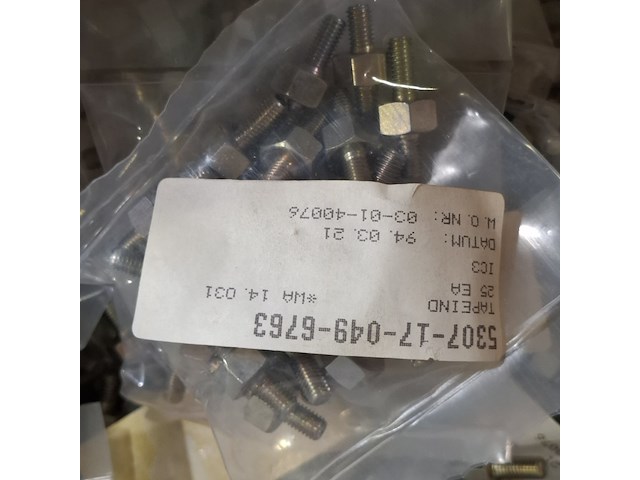 5307-17-049-6763
TAPEIND *WA 14. 031
25 EA
IC3
DATUM: 94. 03. 21
W. O. NR: 03-01-40076